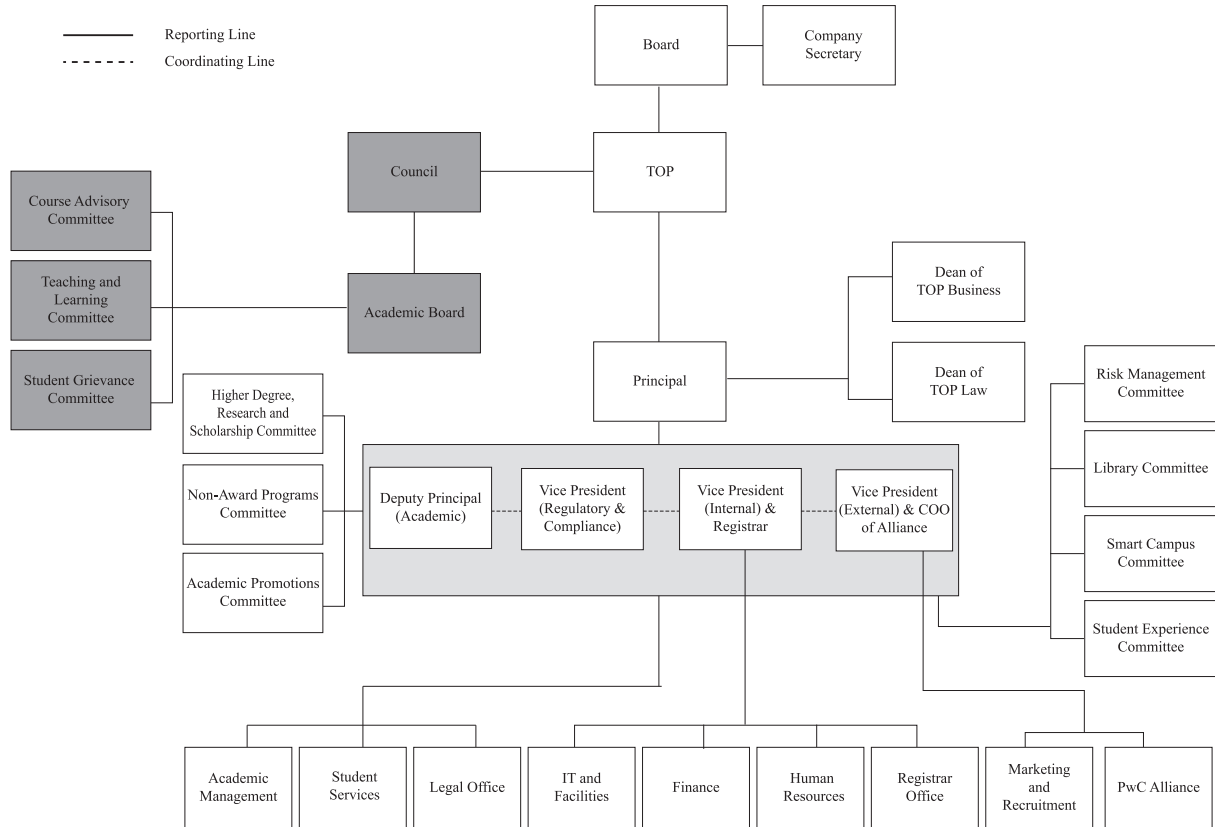 Reporting Line
Coordinating Line
Board
Company
Secretary
Council
TOP
Course Advisory
Committee
Teaching and
Learning
Committee
Student Grievance
Committee
Academic Board
Dean of
TOP Business
Principal
Dean of
TOP Law
Higher Degree,
Research and
Scholarship Committee
Non-Award Programs
Committee
Academic Promotions
Committee
Deputy Principal
(Academic)
Vice President
(Regulatory &
Compliance)
Vice President
(Internal) &
Registrar
Vice President
(External) & COO
of Alliance
Risk Management
Committee
Library Committee
Smart Campus
Committee
Student Experience
Committee
Academic
Management
Student
Services
Legal Office
IT and
Facilities
Finance
Human
Resources
Registrar
Office
Marketing
and
Recruitment
PwC Alliance